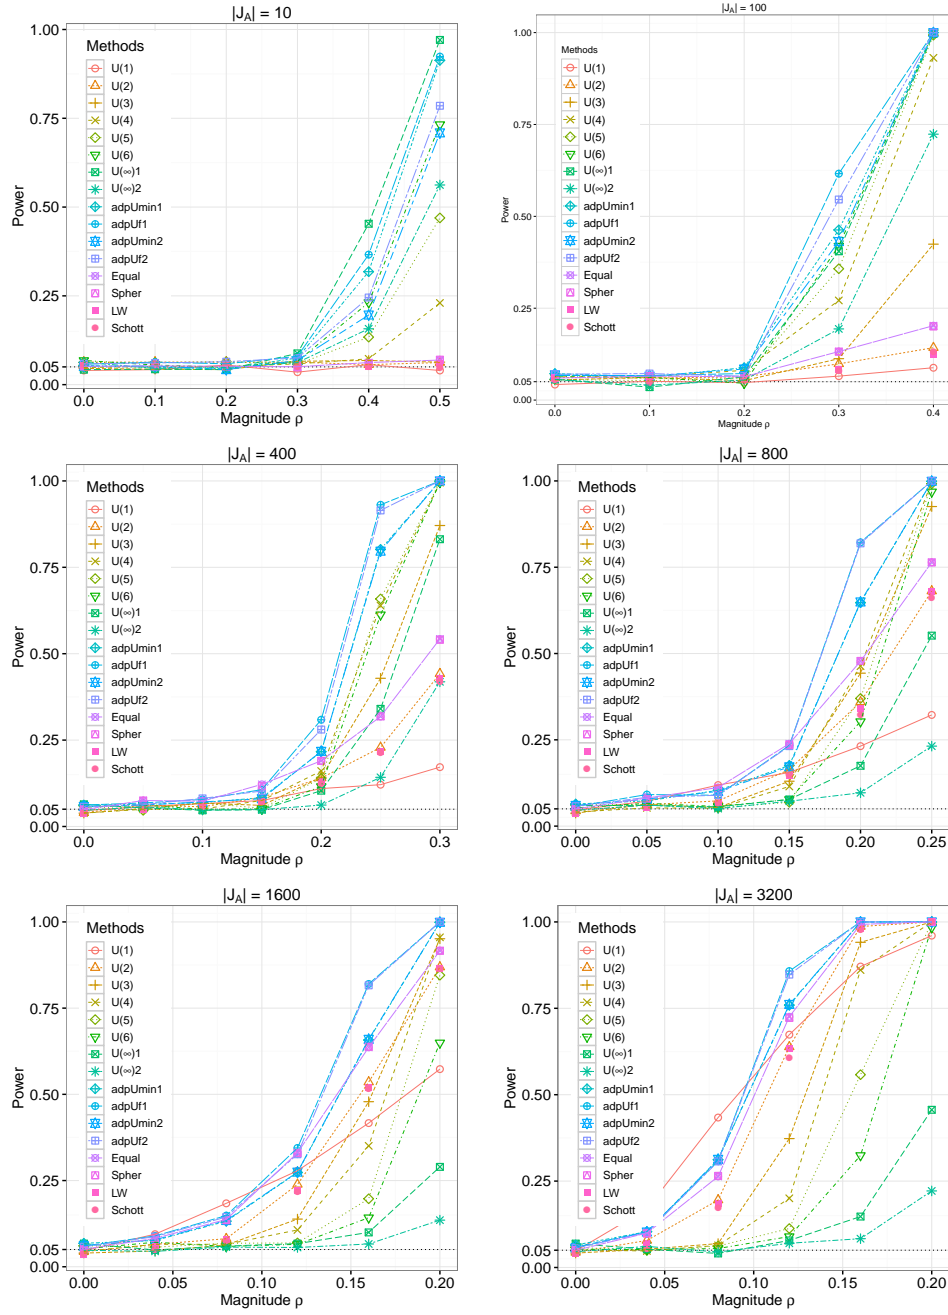 |J_A| = 10
Power
1.00
0.75
0.50
0.25
0.05
0.00
Methods
U(1)
U(2)
U(3)
U(4)
U(5)
U(6)
U(∞)1
U(∞)2
adpUmin1
adpUf1
adpUmin2
adpUf2
Equal
Spher
LW
Schott
0.0 0.1 0.2 0.3 0.4 0.5
Magnitude ρ
|J_A| = 100
Power
1.00
0.75
0.50
0.25
0.05
0.00
Methods
U(1)
U(2)
U(3)
U(4)
U(5)
U(6)
U(∞)1
U(∞)2
adpUmin1
adpUf1
adpUmin2
adpUf2
Equal
Spher
LW
Schott
0.0 0.1 0.2 0.3 0.4
Magnitude ρ
|J_A| = 400
Power
1.00
0.75
0.50
0.25
0.05
0.00
Methods
U(1)
U(2)
U(3)
U(4)
U(5)
U(6)
U(∞)1
U(∞)2
adpUmin1
adpUf1
adpUmin2
adpUf2
Equal
Spher
LW
Schott
0.0 0.1 0.2 0.3
Magnitude ρ
|J_A| = 800
Power
1.00
0.75
0.50
0.25
0.05
0.00
Methods
U(1)
U(2)
U(3)
U(4)
U(5)
U(6)
U(∞)1
U(∞)2
adpUmin1
adpUf1
adpUmin2
adpUf2
Equal
Spher
LW
Schott
0.00 0.05 0.10 0.15 0.20 0.25
Magnitude ρ
|J_A| = 1600
Power
1.00
0.75
0.50
0.25
0.05
0.00
Methods
U(1)
U(2)
U(3)
U(4)
U(5)
U(6)
U(∞)1
U(∞)2
adpUmin1
adpUf1
adpUmin2
adpUf2
Equal
Spher
LW
Schott
0.00 0.05 0.10 0.15 0.20
Magnitude ρ
|J_A| = 3200
Power
1.00
0.75
0.50
0.25
0.05
0.00
Methods
U(1)
U(2)
U(3)
U(4)
U(5)
U(6)
U(∞)1
U(∞)2
adpUmin1
adpUf1
adpUmin2
adpUf2
Equal
Spher
LW
Schott
0.00 0.05 0.10 0.15 0.20
Magnitude ρ